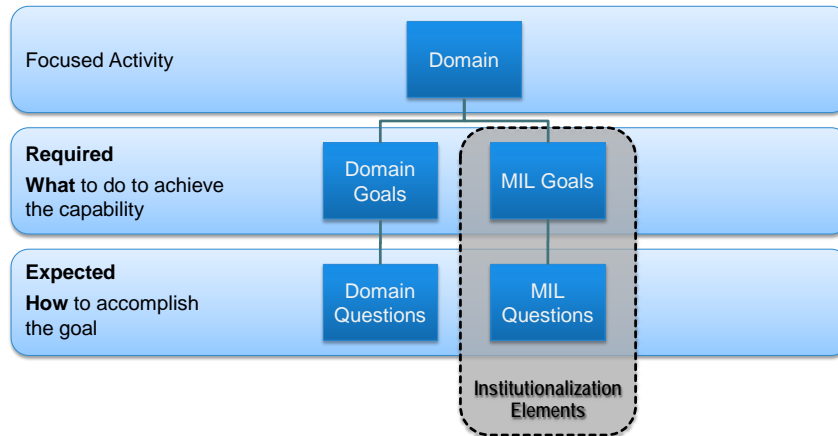 Focused Activity
Domain
Required
What to do to achieve
the capability
Domain
Goals
MIL Goals
Expected
How to accomplish
the goal
Domain
Questions
MIL
Questions
Institutionalization
Elements